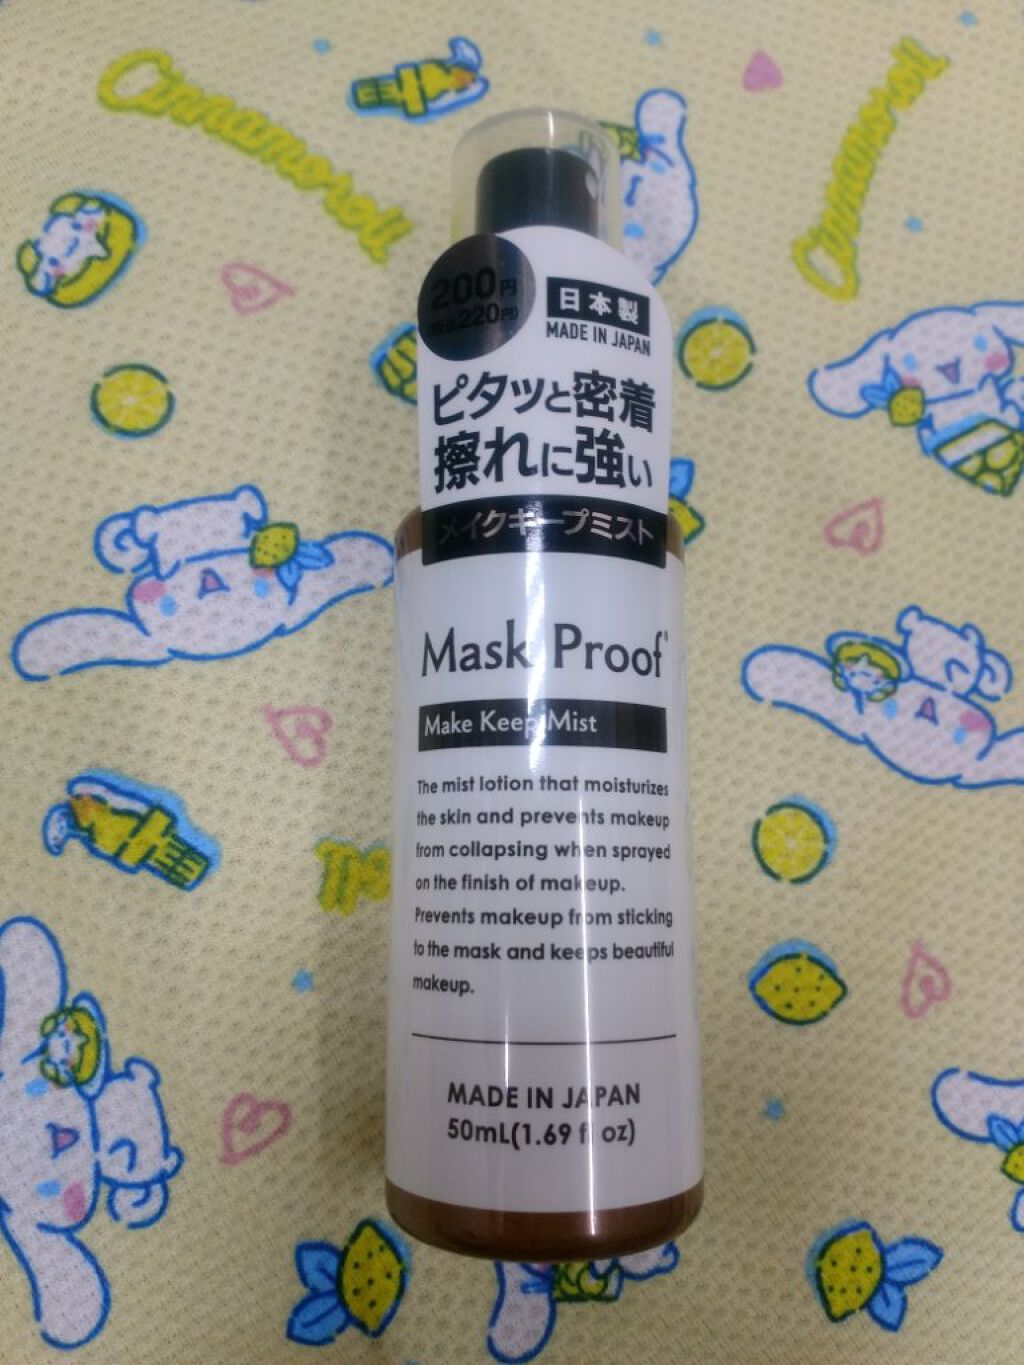 Cinnamoroll
Cinnamoroll
200円
(税込220円)
日本製
MADE IN JAPAN
ピタッと密着
擦れに強い
メイクキープミスト
Mask Proof
Make Keep Mist
The mist lotion that moisturizes
the skin and prevents makeup
from collapsing when sprayed
on the finish of makeup.
Prevents makeup from sticking
to the mask and keeps beautiful
makeup.
MADE IN JAPAN
50mL(1.69 fl oz)